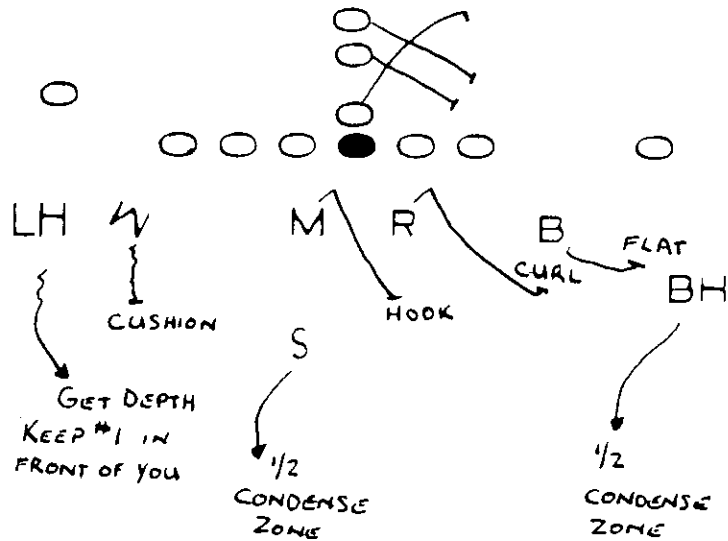 LH W M R B FLAT
BH
CURL
CUSHION
HOOK
S
GET DEPTH
KEEP #1 IN
FRONT OF YOU
1/2
CONDENSE
ZONE
1/2
CONDENSE
ZONE